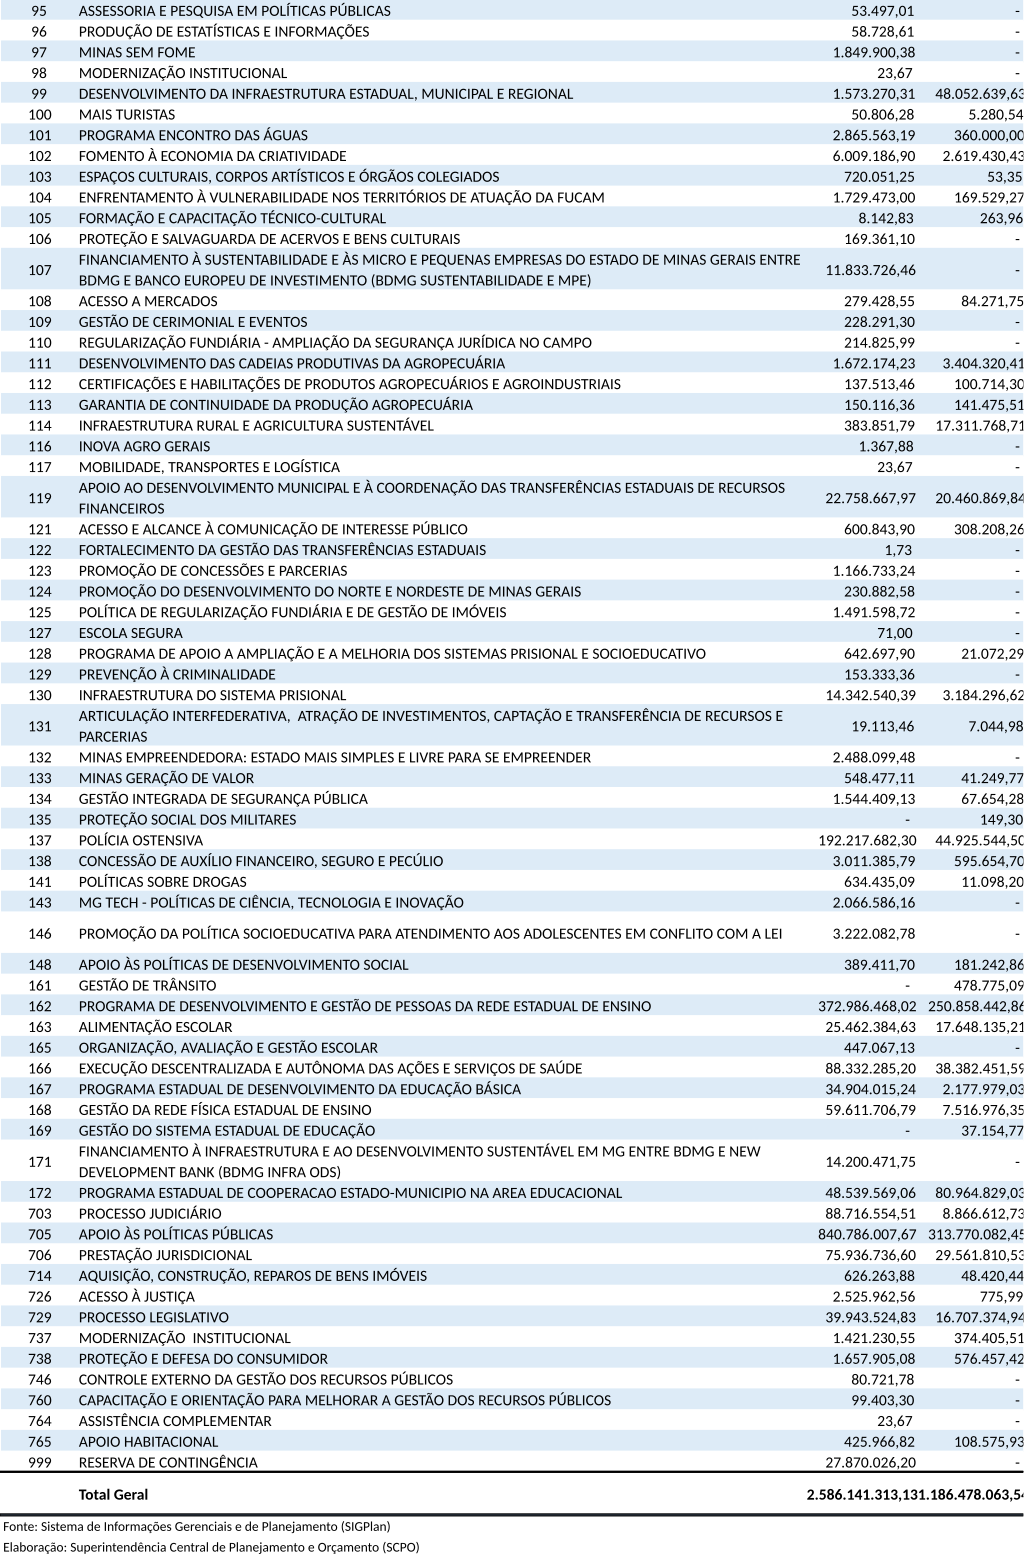 95 ASSESSORIA E PESQUISA EM POLÍTICAS PÚBLICAS 53.497,01 -
96 PRODUÇÃO DE ESTATÍSTICAS E INFORMAÇÕES 58.728,61 -
97 MINAS SEM FOME 1.849.900,38 -
98 MODERNIZAÇÃO INSTITUCIONAL 23,67 -
99 DESENVOLVIMENTO DA INFRAESTRUTURA ESTADUAL, MUNICIPAL E REGIONAL 1.573.270,31 48.052.639,63
100 MAIS TURISTAS 50.806,28 5.280,54
101 PROGRAMA ENCONTRO DAS ÁGUAS 2.865.563,19 360.000,00
102 FOMENTO À ECONOMIA DA CRIATIVIDADE 6.009.186,90 2.619.430,43
103 ESPAÇOS CULTURAIS, CORPOS ARTÍSTICOS E ÓRGÃOS COLEGIADOS 720.051,25 53,35
104 ENFRENTAMENTO À VULNERABILIDADE NOS TERRITÓRIOS DE ATUAÇÃO DA FUCAM 1.729.473,00 169.529,27
105 FORMAÇÃO E CAPACITAÇÃO TÉCNICO-CULTURAL 8.142,83 263,96
106 PROTEÇÃO E SALVAGUARDA DE ACERVOS E BENS CULTURAIS 169.361,10 -
107 FINANCIAMENTO À SUSTENTABILIDADE E ÀS MICRO E PEQUENAS EMPRESAS DO ESTADO DE MINAS GERAIS ENTRE
BDMG E BANCO EUROPEU DE INVESTIMENTO (BDMG SUSTENTABILIDADE E MPE) 11.833.726,46 -
108 ACESSO A MERCADOS 279.428,55 84.271,75
109 GESTÃO DE CERIMONIAL E EVENTOS 228.291,30 -
110 REGULARIZAÇÃO FUNDIÁRIA - AMPLIAÇÃO DA SEGURANÇA JURÍDICA NO CAMPO 214.825,99 -
111 DESENVOLVIMENTO DAS CADEIAS PRODUTIVAS DA AGROPECUÁRIA 1.672.174,23 3.404.320,41
112 CERTIFICAÇÕES E HABILITAÇÕES DE PRODUTOS AGROPECUÁRIOS E AGROINDUSTRIAIS 137.513,46 100.714,30
113 GARANTIA DE CONTINUIDADE DA PRODUÇÃO AGROPECUÁRIA 150.116,36 141.475,51
114 INFRAESTRUTURA RURAL E AGRICULTURA SUSTENTÁVEL 383.851,79 17.311.768,71
116 INOVA AGRO GERAIS 1.367,88 -
117 MOBILIDADE, TRANSPORTES E LOGÍSTICA 23,67 -
119 APOIO AO DESENVOLVIMENTO MUNICIPAL E À COORDENAÇÃO DAS TRANSFERÊNCIAS ESTADUAIS DE RECURSOS
FINANCEIROS 22.758.667,97 20.460.869,84
121 ACESSO E ALCANCE À COMUNICAÇÃO DE INTERESSE PÚBLICO 600.843,90 308.208,26
122 FORTALECIMENTO DA GESTÃO DAS TRANSFERÊNCIAS ESTADUAIS 1,73 -
123 PROMOÇÃO DE CONCESSÕES E PARCERIAS 1.166.733,24 -
124 PROMOÇÃO DO DESENVOLVIMENTO DO NORTE E NORDESTE DE MINAS GERAIS 230.882,58 -
125 POLÍTICA DE REGULARIZAÇÃO FUNDIÁRIA E DE GESTÃO DE IMÓVEIS 1.491.598,72 -
127 ESCOLA SEGURA 71,00 -
128 PROGRAMA DE APOIO A AMPLIAÇÃO E A MELHORIA DOS SISTEMAS PRISIONAL E SOCIOEDUCATIVO 642.697,90 21.072,29
129 PREVENÇÃO À CRIMINALIDADE 153.333,36 -
130 INFRAESTRUTURA DO SISTEMA PRISIONAL 14.342.540,39 3.184.296,62
131 ARTICULAÇÃO INTERFEDERATIVA, ATRAÇÃO DE INVESTIMENTOS, CAPTAÇÃO E TRANSFERÊNCIA DE RECURSOS E
PARCERIAS 19.113,46 7.044,98
132 MINAS EMPREENDEDORA: ESTADO MAIS SIMPLES E LIVRE PARA SE EMPREENDER 2.488.099,48 -
133 MINAS GERAÇÃO DE VALOR 548.477,11 41.249,77
134 GESTÃO INTEGRADA DE SEGURANÇA PÚBLICA 1.544.409,13 67.654,28
135 PROTEÇÃO SOCIAL DOS MILITARES - 149,30
137 POLÍCIA OSTENSIVA 192.217.682,30 44.925.544,50
138 CONCESSÃO DE AUXÍLIO FINANCEIRO, SEGURO E PECÚLIO 3.011.385,79 595.654,70
141 POLÍTICAS SOBRE DROGAS 634.435,09 11.098,20
143 MG TECH - POLÍTICAS DE CIÊNCIA, TECNOLOGIA E INOVAÇÃO 2.066.586,16 -
146 PROMOÇÃO DA POLÍTICA SOCIOEDUCATIVA PARA ATENDIMENTO AOS ADOLESCENTES EM CONFLITO COM A LEI 3.222.082,78 -
148 APOIO ÀS POLÍTICAS DE DESENVOLVIMENTO SOCIAL 389.411,70 181.242,86
161 GESTÃO DE TRÂNSITO - 478.775,09
162 PROGRAMA DE DESENVOLVIMENTO E GESTÃO DE PESSOAS DA REDE ESTADUAL DE ENSINO 372.986.468,02 250.858.442,86
163 ALIMENTAÇÃO ESCOLAR 25.462.384,63 17.648.135,21
165 ORGANIZAÇÃO, AVALIAÇÃO E GESTÃO ESCOLAR 447.067,13 -
166 EXECUÇÃO DESCENTRALIZADA E AUTÔNOMA DAS AÇÕES E SERVIÇOS DE SAÚDE 88.332.285,20 38.382.451,59
167 PROGRAMA ESTADUAL DE DESENVOLVIMENTO DA EDUCAÇÃO BÁSICA 34.904.015,24 2.177.979,03
168 GESTÃO DA REDE FÍSICA ESTADUAL DE ENSINO 59.611.706,79 7.516.976,35
169 GESTÃO DO SISTEMA ESTADUAL DE EDUCAÇÃO - 37.154,77
171 FINANCIAMENTO À INFRAESTRUTURA E AO DESENVOLVIMENTO SUSTENTÁVEL EM MG ENTRE BDMG E NEW
DEVELOPMENT BANK (BDMG INFRA ODS) 14.200.471,75 -
172 PROGRAMA ESTADUAL DE COOPERACAO ESTADO-MUNICIPIO NA AREA EDUCACIONAL 48.539.569,06 80.964.829,03
703 PROCESSO JUDICIÁRIO 88.716.554,51 8.866.612,73
705 APOIO ÀS POLÍTICAS PÚBLICAS 840.786.007,67 313.770.082,45
706 PRESTAÇÃO JURISDICIONAL 75.936.736,60 29.561.810,53
714 AQUISIÇÃO, CONSTRUÇÃO, REPAROS DE BENS IMÓVEIS 626.263,88 48.420,44
726 ACESSO À JUSTIÇA 2.525.962,56 775,99
729 PROCESSO LEGISLATIVO 39.943.524,83 16.707.374,94
737 MODERNIZAÇÃO INSTITUCIONAL 1.421.230,55 374.405,51
738 PROTEÇÃO E DEFESA DO CONSUMIDOR 1.657.905,08 576.457,42
746 CONTROLE EXTERNO DA GESTÃO DOS RECURSOS PÚBLICOS 80.721,78 -
760 CAPACITAÇÃO E ORIENTAÇÃO PARA MELHORAR A GESTÃO DOS RECURSOS PÚBLICOS 99.403,30 -
764 ASSISTÊNCIA COMPLEMENTAR 23,67 -
765 APOIO HABITACIONAL 425.966,82 108.575,93
999 RESERVA DE CONTINGÊNCIA 27.870.026,20 -
Total Geral 2.586.141.313,13 1.186.478.063,54
Fonte: Sistema de Informações Gerenciais e de Planejamento (SIGPlan)
Elaboração: Superintendência Central de Planejamento e Orçamento (SCPO)